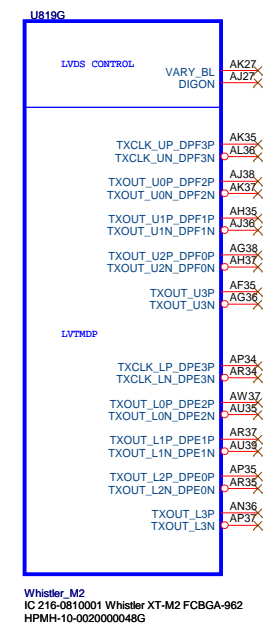 U819G
LVDS CONTROL
VARY_BL AK27
DIGON AJ27
TXCLK_UP_DPF3P AK35
TXCLK_UN_DPF3N AL36
TXOUT_U0P_DPF2P AJ38
TXOUT_U0N_DPF2N AK37
TXOUT_U1P_DPF1P AH35
TXOUT_U1N_DPF1N AJ36
TXOUT_U2P_DPF0P AG38
TXOUT_U2N_DPF0N AH37
TXOUT_U3P AF35
TXOUT_U3N AG36
LVTMDP
TXCLK_LP_DPE3P AP34
TXCLK_LN_DPE3N AR34
TXOUT_L0P_DPE2P AW37
TXOUT_L0N_DPE2N AU35
TXOUT_L1P_DPE1P AR37
TXOUT_L1N_DPE1N AU39
TXOUT_L2P_DPE0P AP35
TXOUT_L2N_DPE0N AR35
TXOUT_L3P AN36
TXOUT_L3N AP37
Whistler_M2
IC 216-0810001 Whistler XT-M2 FCBGA-962
HPMH-10-0020000048G